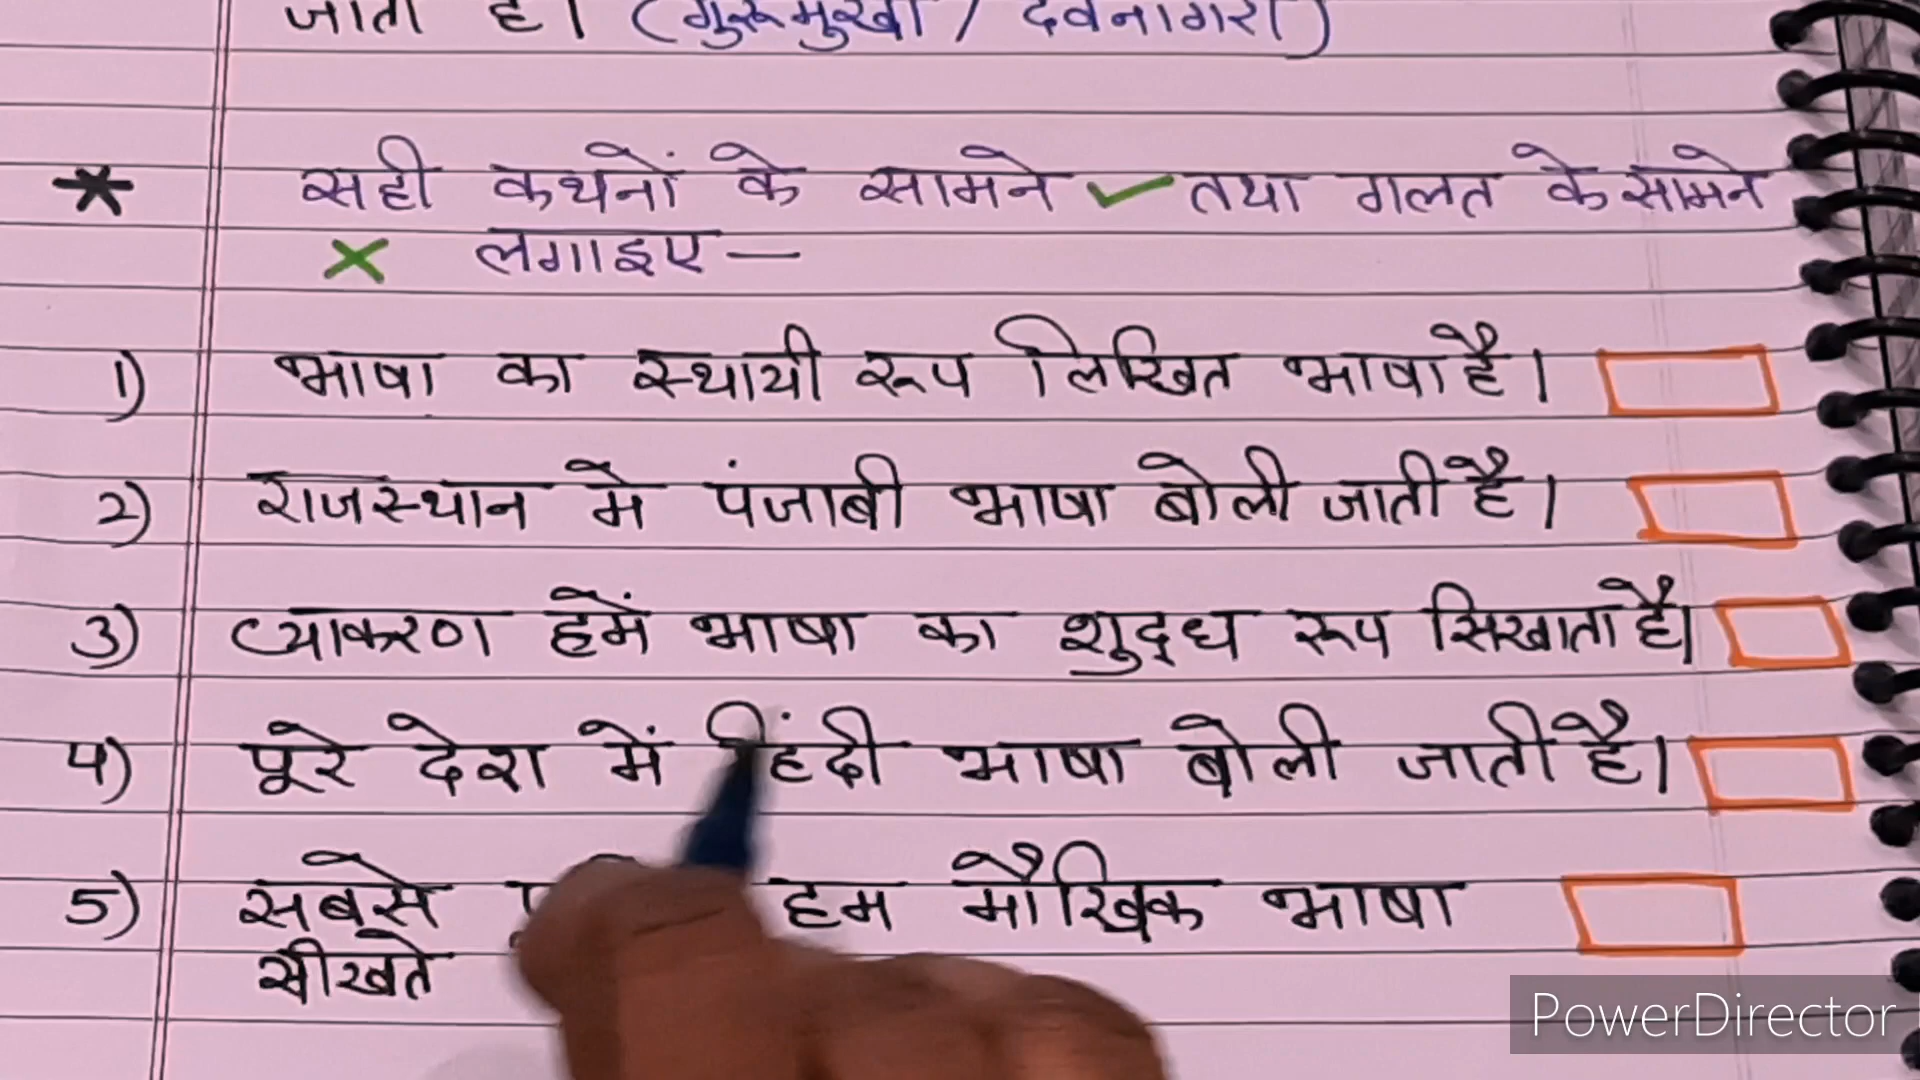 जाता है। (गुरूमुखी / देवनागरी)
* सही कथनों के सामने ✓ तथा गलत के सामने
✗ लगाइए —
1) भाषा का स्थायी रूप लिखित भाषा है।
2) राजस्थान मे पंजाबी भाषा बोली जाती है।
3) व्याकरण हमें भाषा का शुद्ध रूप सिखाता है।
4) पूरे देश में हिंदी भाषा बोली जाती है।
5) सबसे हम मौखिक भाषा
सीखते
PowerDirector